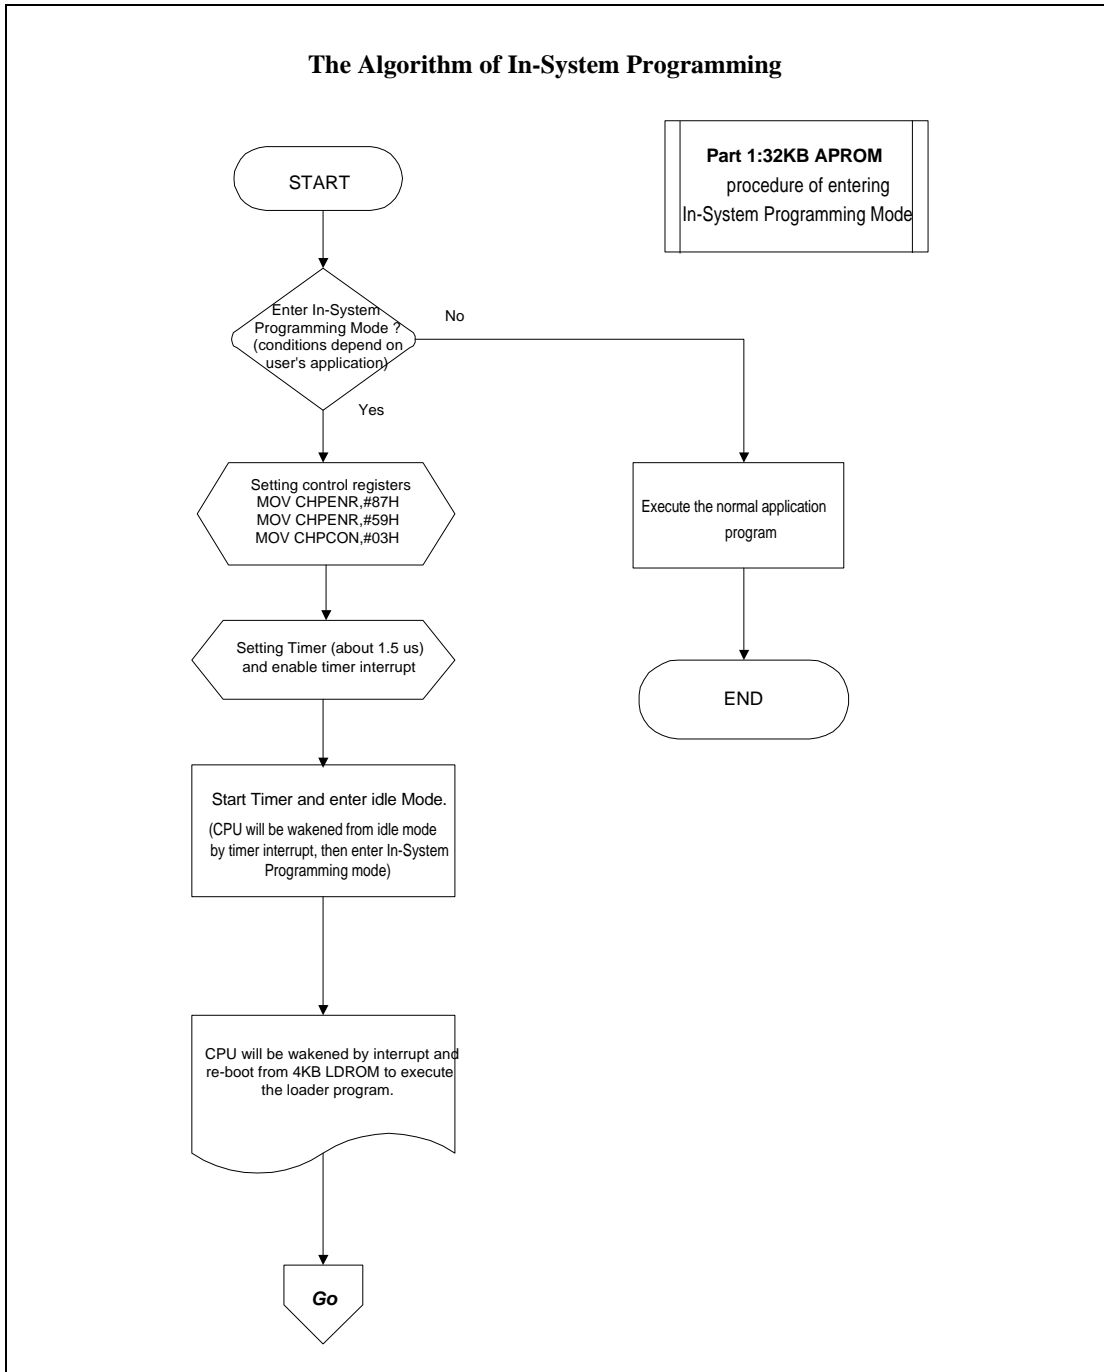 The Algorithm of In-System Programming
Part 1:32KB APROM
procedure of entering
In-System Programming Mode
START
Enter In-System
Programming Mode ?
(conditions depend on
user's application)
No
Yes
Setting control registers
MOV CHPENR,#87H
MOV CHPENR,#59H
MOV CHPCON,#03H
Execute the normal application
program
Setting Timer (about 1.5 us)
and enable timer interrupt
END
Start Timer and enter idle Mode.
(CPU will be wakened from idle mode
by timer interrupt, then enter In-System
Programming mode)
CPU will be wakened by interrupt and
re-boot from 4KB LDROM to execute
the loader program.
Go